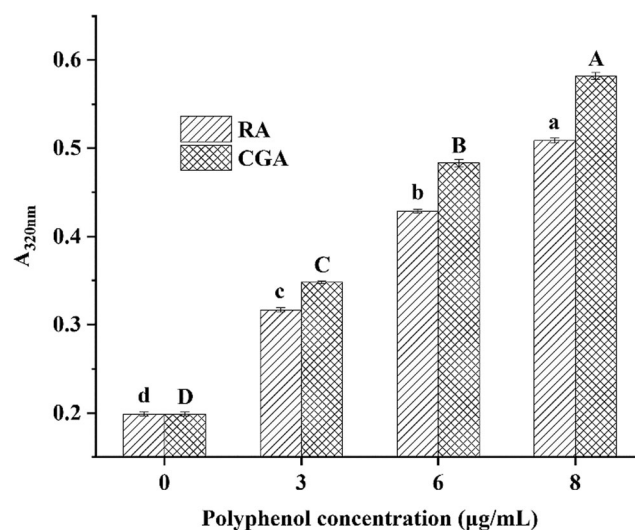 A
0.6
RA
CGA
a
B
0.5
b
A320nm
0.4
C
c
0.3
d D
0.2
0 3 6 8
Polyphenol concentration (μg/mL)